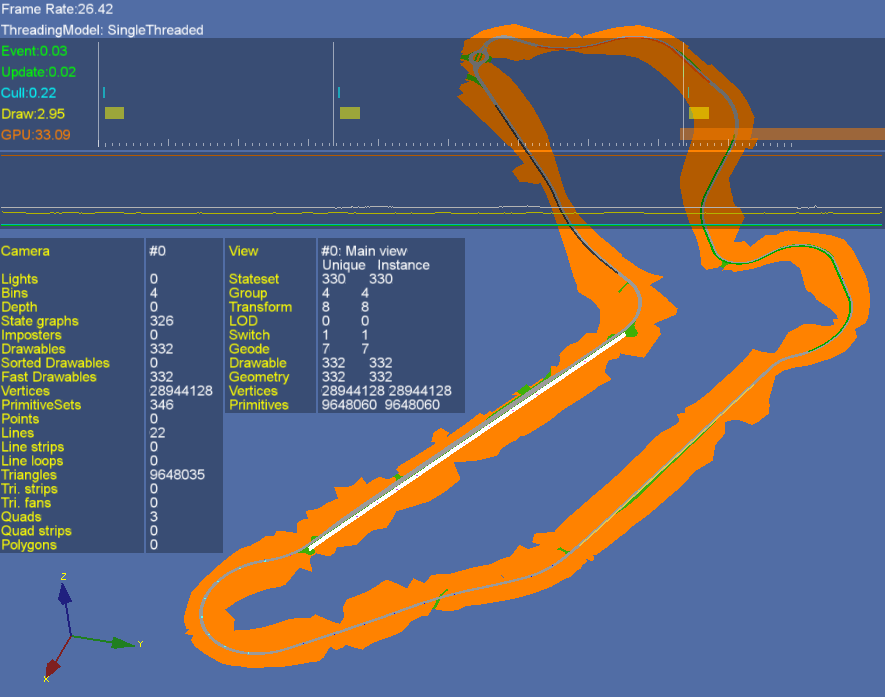 Frame Rate:26.42
ThreadingModel: SingleThreaded
Event:0.03
Update:0.02
Cull:0.22
Draw:2.95
GPU:33.09
Camera #0
Lights 0
Bins 4
Depth 0
State graphs 326
Imposters 0
Drawables 332
Sorted Drawables 0
Fast Drawables 332
Vertices 28944128
PrimitiveSets 346
Points 0
Lines 22
Line strips 0
Line loops 0
Triangles 9648035
Tri. strips 0
Tri. fans 0
Quads 3
Quad strips 0
Polygons 0
View #0: Main view
Unique Instance
Stateset 330 330
Group 4 4
Transform 8 8
LOD 0 0
Switch 1 1
Geode 7 7
Drawable 332 332
Geometry 332 332
Vertices 28944128 28944128
Primitives 9648060 9648060
Z
Y
X